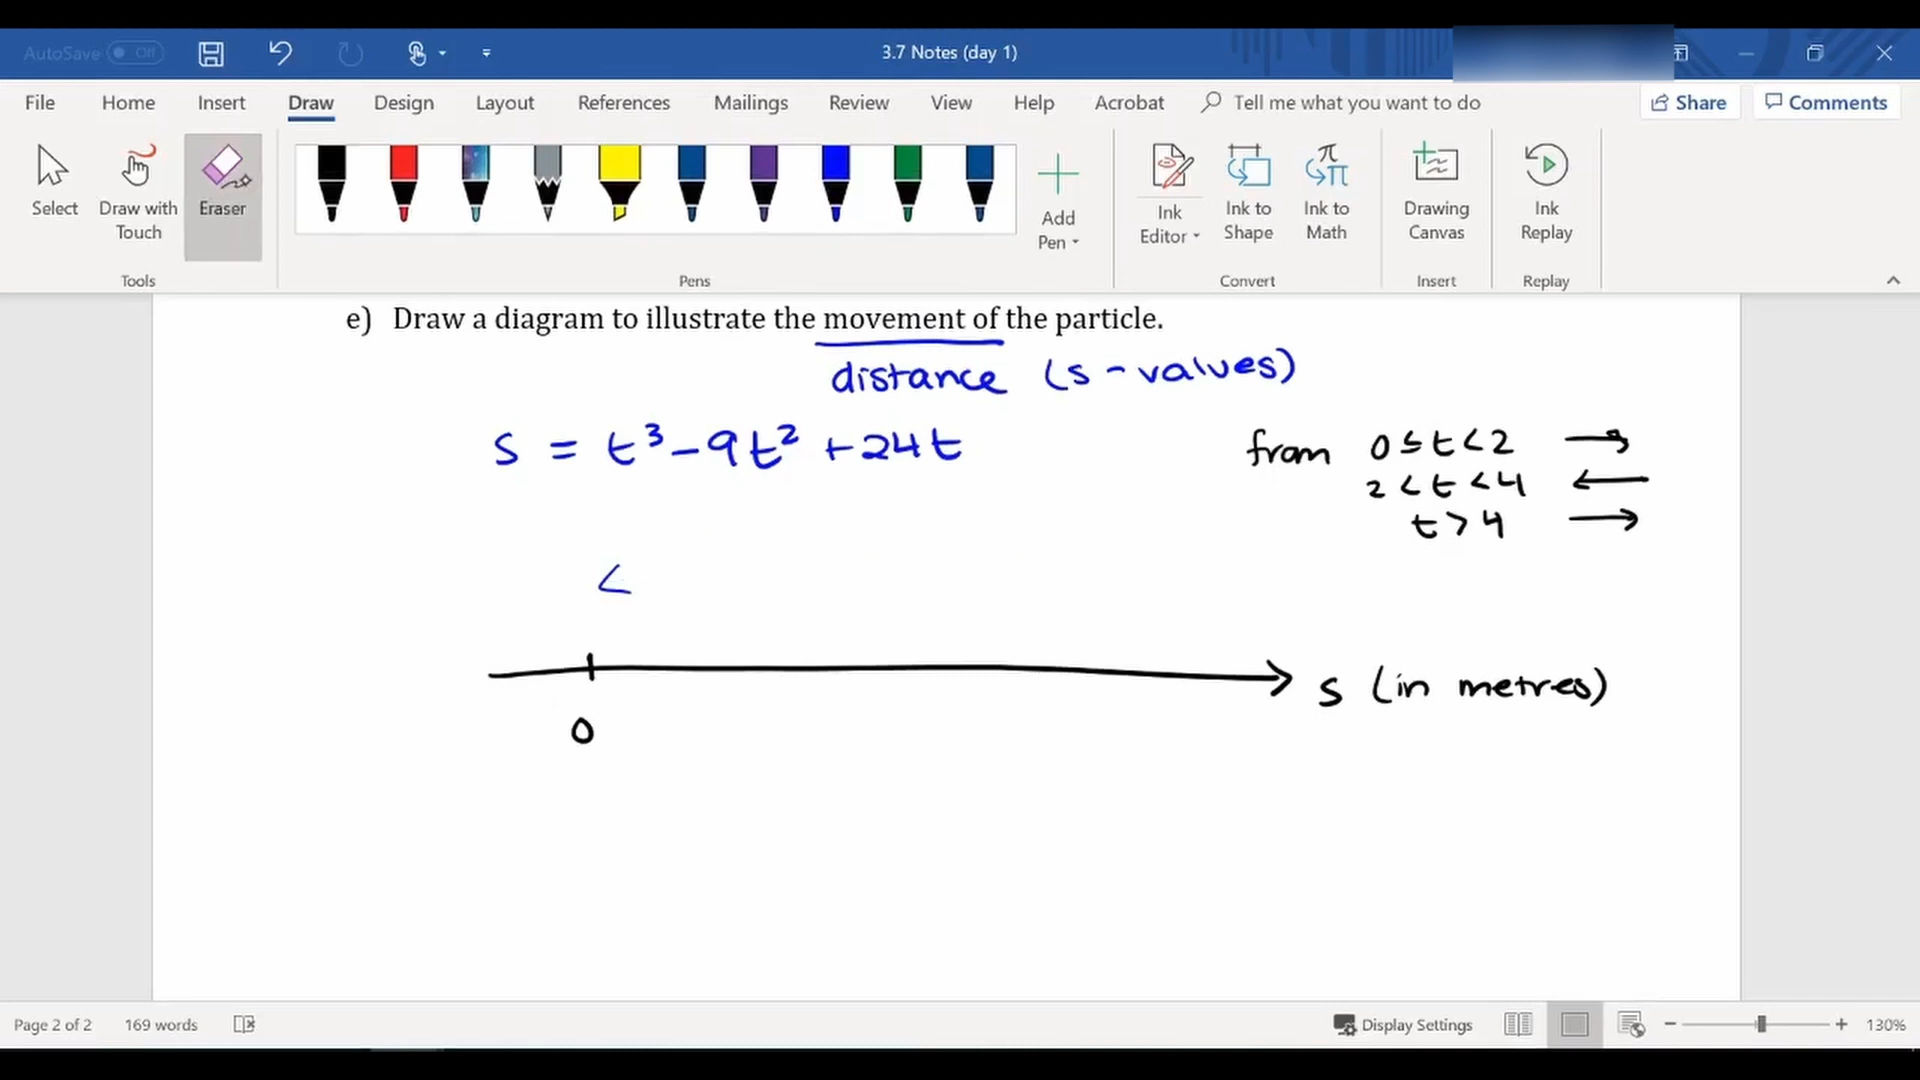 AutoSave Off
3.7 Notes (day 1)
File Home Insert Draw Design Layout References Mailings Review View Help Acrobat Tell me what you want to do Share Comments
Select Draw with Touch Eraser Add Pen Ink Editor Ink to Shape Ink to Math Drawing Canvas Ink Replay
Tools Pens Convert Insert Replay
e) Draw a diagram to illustrate the movement of the particle.
distance (s - values)
s = t³ - 9t² + 24t
from 0 ≤ t < 2 →
2 < t < 4 ←
t > 4 →
<
s (in metres)
0
Page 2 of 2 169 words Display Settings 130%